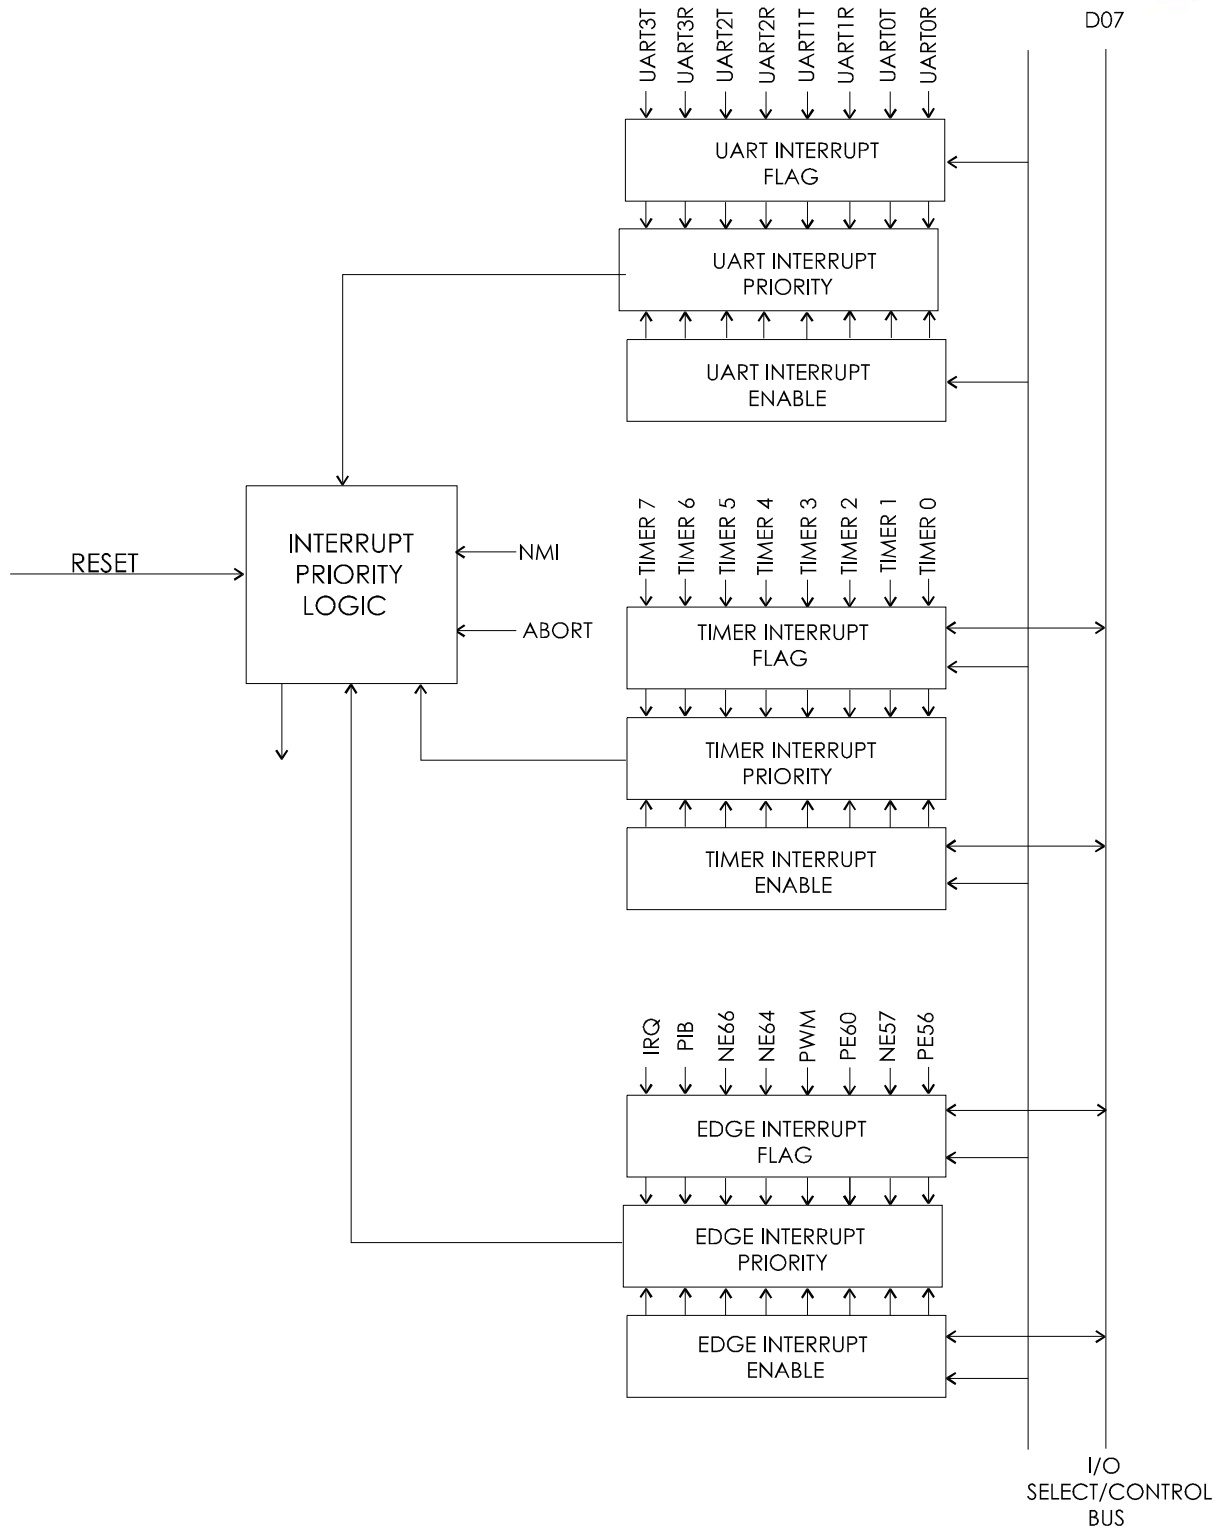 UART3T
UART3R
UART2T
UART2R
UART1T
UART1R
UART0T
UART0R
D07
UART INTERRUPT
FLAG
UART INTERRUPT
PRIORITY
UART INTERRUPT
ENABLE
RESET
INTERRUPT
PRIORITY
LOGIC
NMI
ABORT
TIMER 7
TIMER 6
TIMER 5
TIMER 4
TIMER 3
TIMER 2
TIMER 1
TIMER 0
TIMER INTERRUPT
FLAG
TIMER INTERRUPT
PRIORITY
TIMER INTERRUPT
ENABLE
IRQ
PIB
NE66
NE64
PWM
PE60
NE57
PE56
EDGE INTERRUPT
FLAG
EDGE INTERRUPT
PRIORITY
EDGE INTERRUPT
ENABLE
I/O
SELECT/CONTROL
BUS